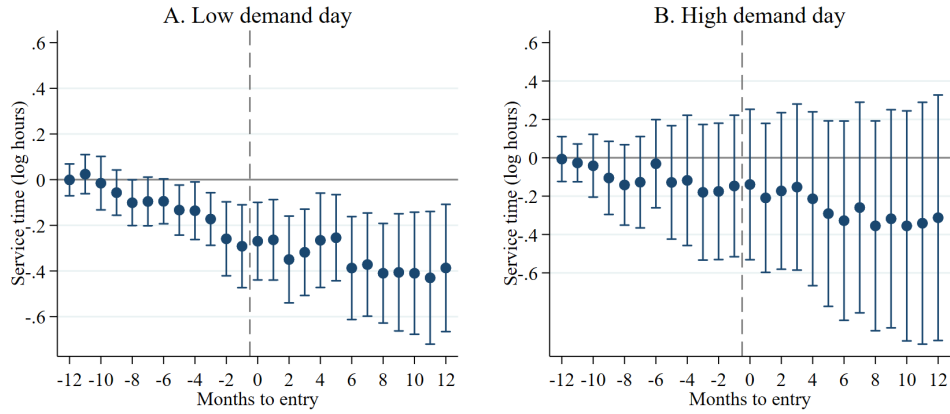 A. Low demand day
Service time (log hours)
.6
.4
.2
0
-.2
-.4
-.6
-12 -10 -8 -6 -4 -2 0 2 4 6 8 10 12
Months to entry
B. High demand day
Service time (log hours)
.6
.4
.2
0
-.2
-.4
-.6
-12 -10 -8 -6 -4 -2 0 2 4 6 8 10 12
Months to entry